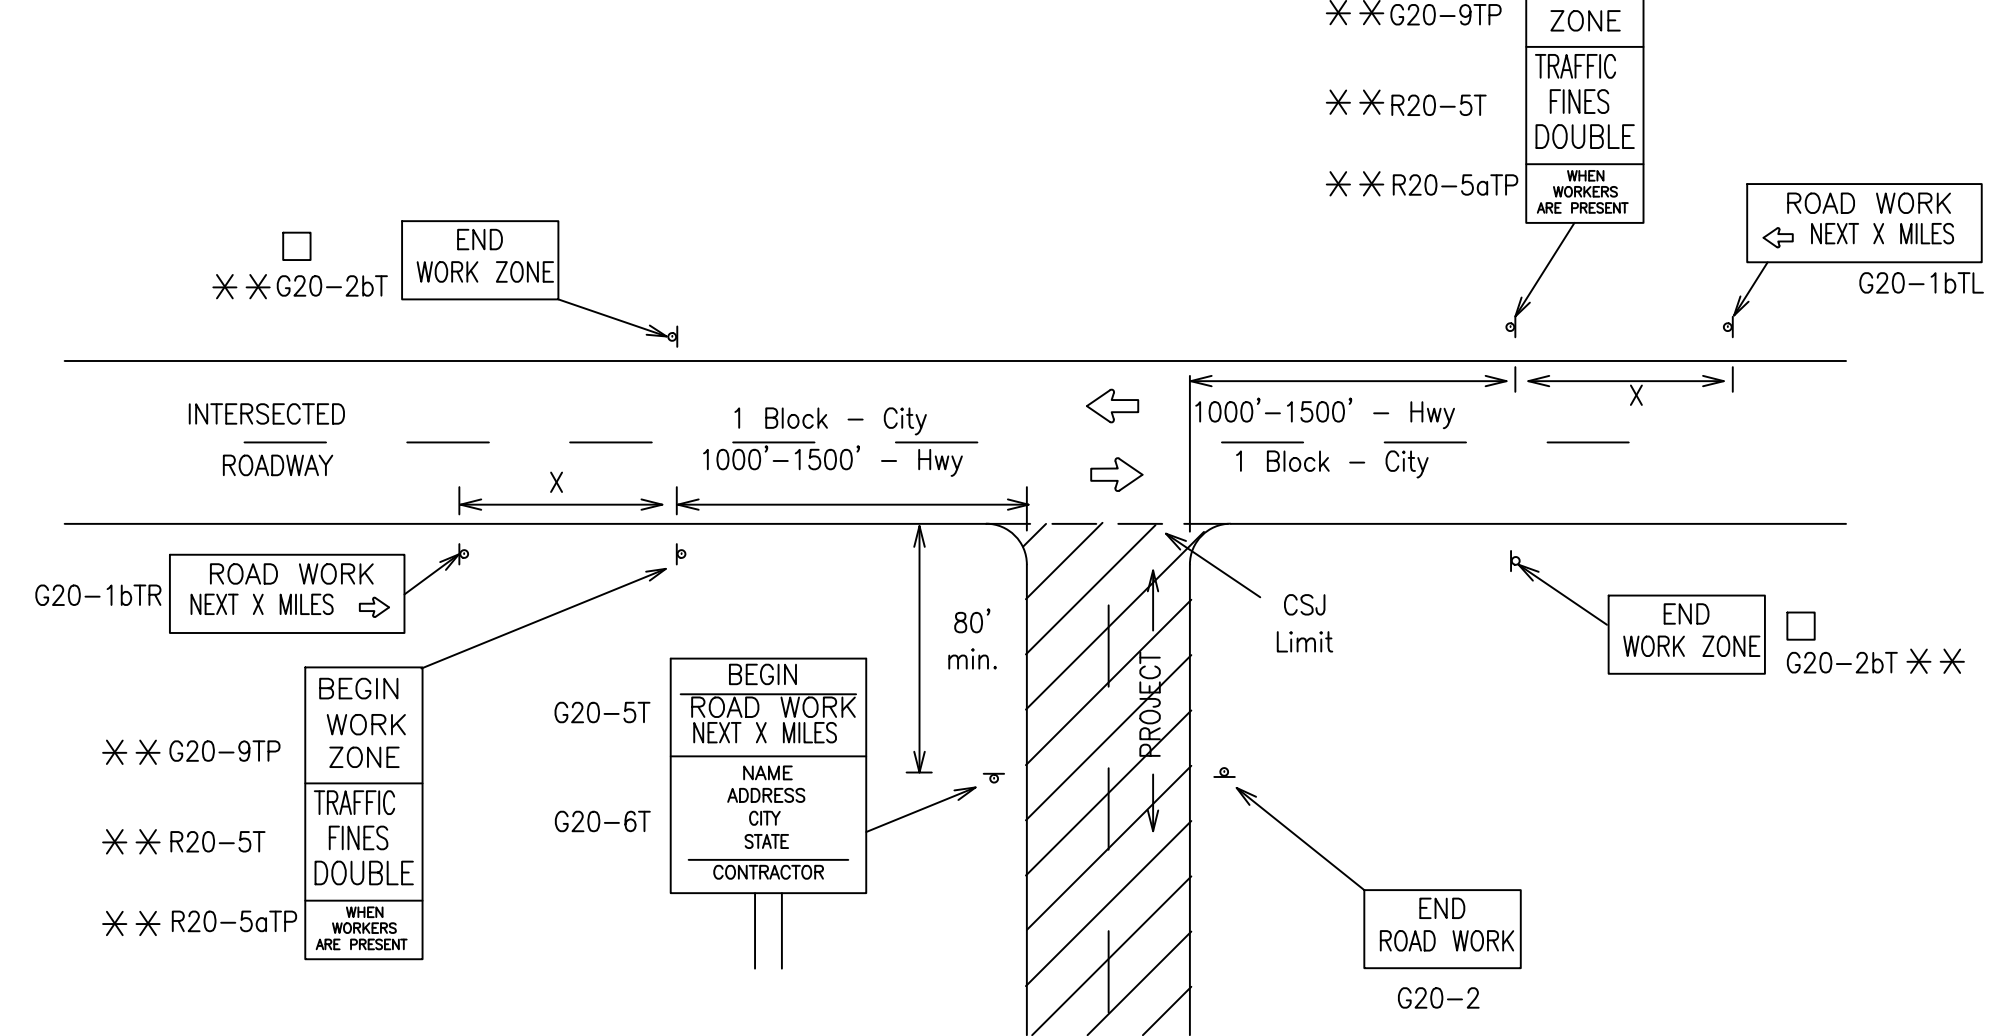 ✳ ✳ G20-9TP
ZONE
TRAFFIC
FINES
DOUBLE
✳ ✳ R20-5T
WHEN
WORKERS
ARE PRESENT
✳ ✳ R20-5aTP
ROAD WORK
NEXT X MILES
G20-1bTL
END
WORK ZONE
✳ ✳ G20-2bT
INTERSECTED
ROADWAY
1 Block - City
1000'-1500' - Hwy
X
1000'-1500' - Hwy
1 Block - City
X
G20-1bTR
ROAD WORK
NEXT X MILES
80'
min.
CSJ
Limit
PROJECT
END
WORK ZONE
G20-2bT ✳ ✳
BEGIN
WORK
ZONE
✳ ✳ G20-9TP
TRAFFIC
FINES
DOUBLE
✳ ✳ R20-5T
WHEN
WORKERS
ARE PRESENT
✳ ✳ R20-5aTP
BEGIN
ROAD WORK
NEXT X MILES
G20-5T
NAME
ADDRESS
CITY
STATE
CONTRACTOR
G20-6T
END
ROAD WORK
G20-2